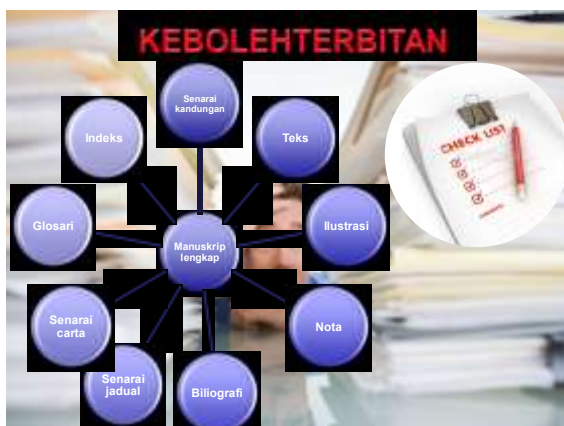 KEBOLEHTERBITAN
Senarai
kandungan
Teks
Ilustrasi
Nota
Biliografi
Senarai
jadual
Senarai
carta
Glosari
Indeks
Manuskrip
lengkap
CHECK LIST